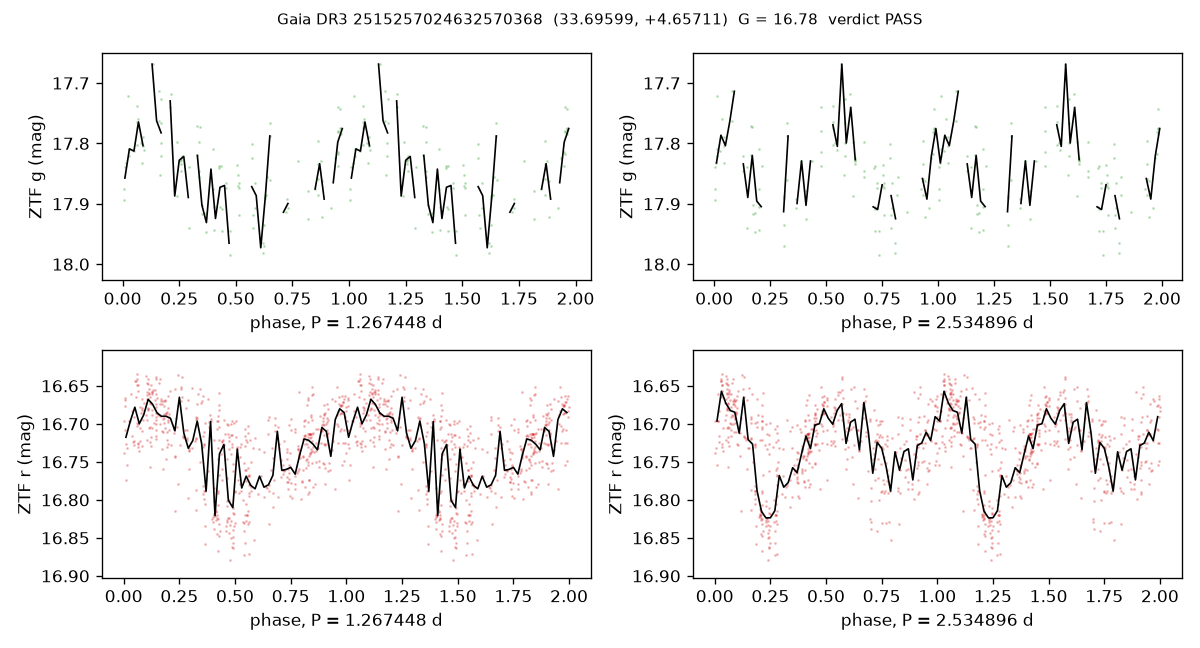 Gaia DR3 2515257024632570368  (33.69599, +4.65711)  G = 16.78  verdict PASS
ZTF g (mag)
17.7
17.8
17.9
18.0
0.00 0.25 0.50 0.75 1.00 1.25 1.50 1.75 2.00
phase, P = 1.267448 d
ZTF g (mag)
17.7
17.8
17.9
18.0
0.00 0.25 0.50 0.75 1.00 1.25 1.50 1.75 2.00
phase, P = 2.534896 d
ZTF r (mag)
16.65
16.70
16.75
16.80
16.85
16.90
0.00 0.25 0.50 0.75 1.00 1.25 1.50 1.75 2.00
phase, P = 1.267448 d
ZTF r (mag)
16.65
16.70
16.75
16.80
16.85
16.90
0.00 0.25 0.50 0.75 1.00 1.25 1.50 1.75 2.00
phase, P = 2.534896 d